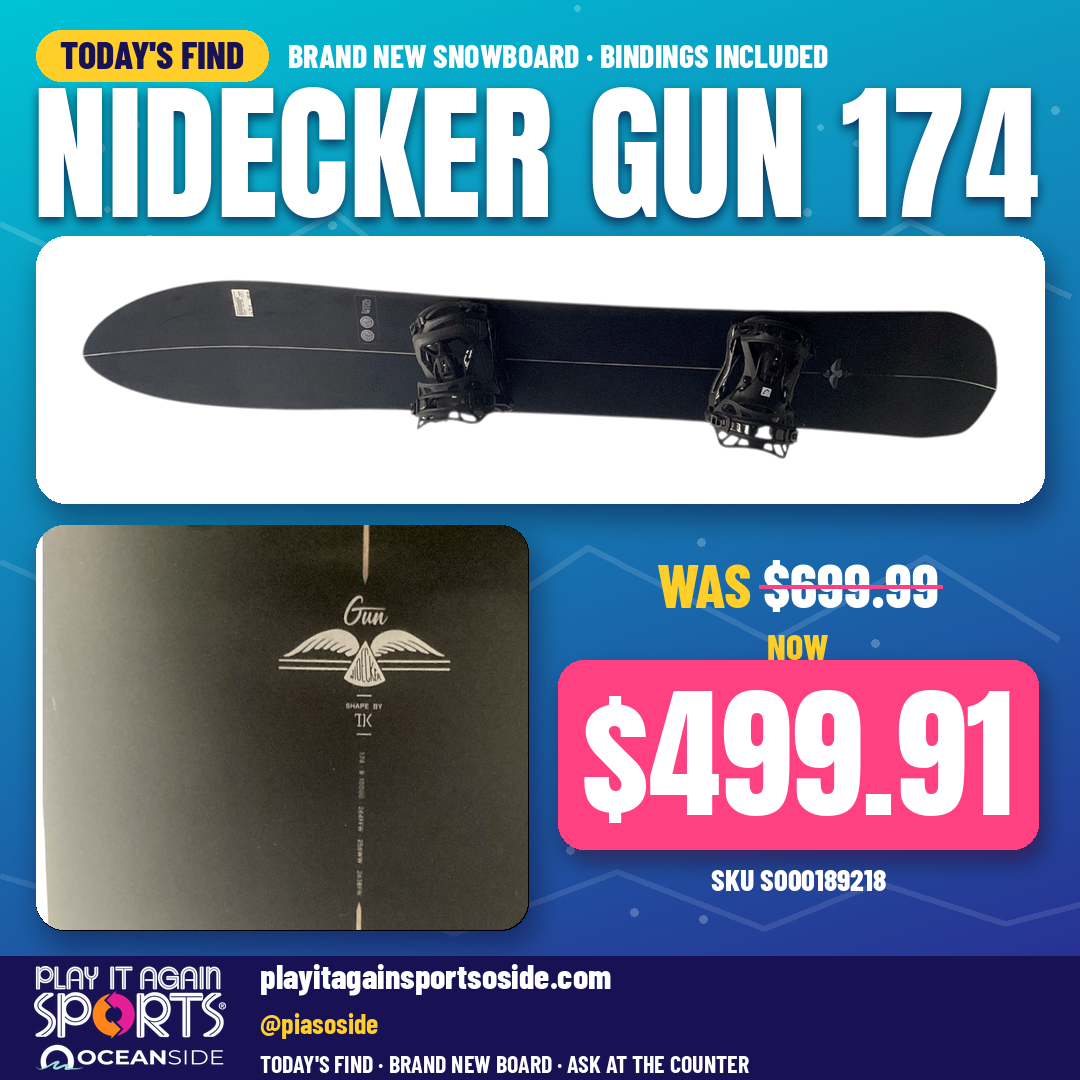 TODAY'S FIND
BRAND NEW SNOWBOARD · BINDINGS INCLUDED
NIDECKER GUN 174
Gun
NIDECKER
SHAPE BY
WAS $699.99
NOW
$499.91
SKU S000189218
PLAY IT AGAIN
SPORTS®
OCEANSIDE
playitagainsportsoside.com
@piasoside
TODAY'S FIND · BRAND NEW BOARD · ASK AT THE COUNTER